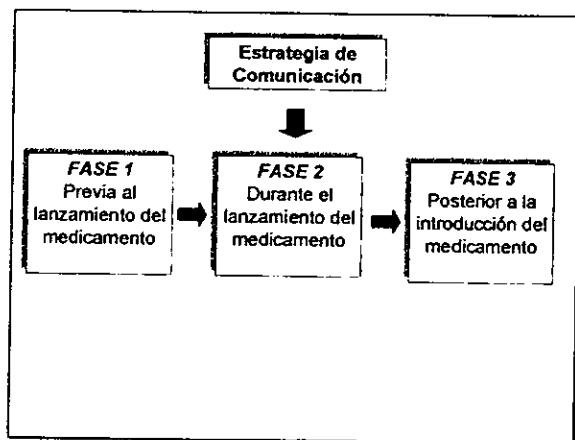 Estrategia de
Comunicación
FASE 1
Previa al
lanzamiento del
medicamento
FASE 2
Durante el
lanzamiento del
medicamento
FASE 3
Posterior a la
introducción del
medicamento